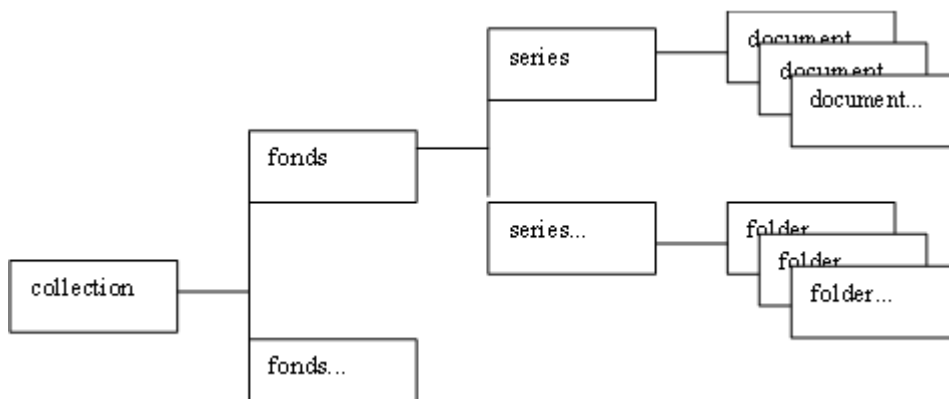 series
document
document
document...
fonds
series...
folder
folder
folder...
collection
fonds...